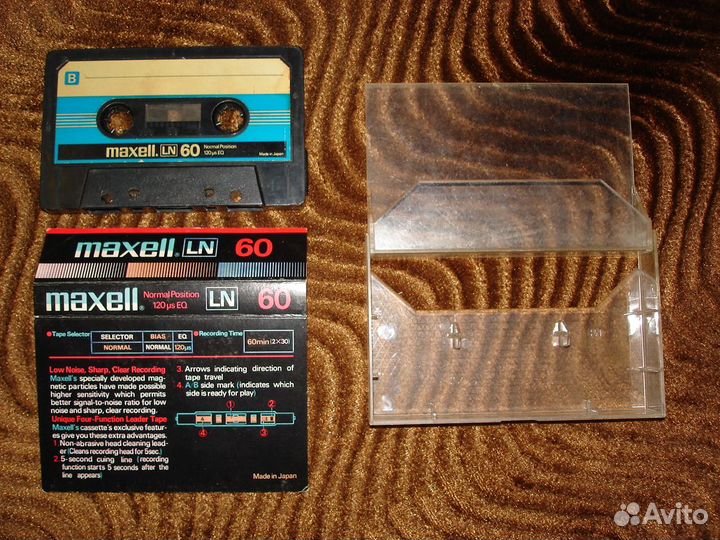 B
maxell. LN 60 Normal Position
120 µs EQ
Made in Japan
maxell. LN 60
maxell. Normal Position
120 µs EQ LN 60
Tape Selector SELECTOR BIAS EQ
NORMAL NORMAL 120µs
Recording Time
60min (2×30)
Low Noise, Sharp, Clear Recording
Maxell's specially developed mag-
netic particles have made possible
higher sensitivity which permits
better signal-to-noise ratio for low
noise and sharp, clear recording.
Unique Four-Function Leader Tape
Maxell's cassette's exclusive featur-
es give you these extra advantages.
1 Non-abrasive head cleaning lead-
er (Cleans recording head for 5sec.)
2 5-second cuing line (recording
function starts 5 seconds after the
line appears)
3 Arrows indicating direction of
tape travel
4 A/B side mark (indicates which
side is ready for play)
① ②
④ ③
Made in Japan
Avito